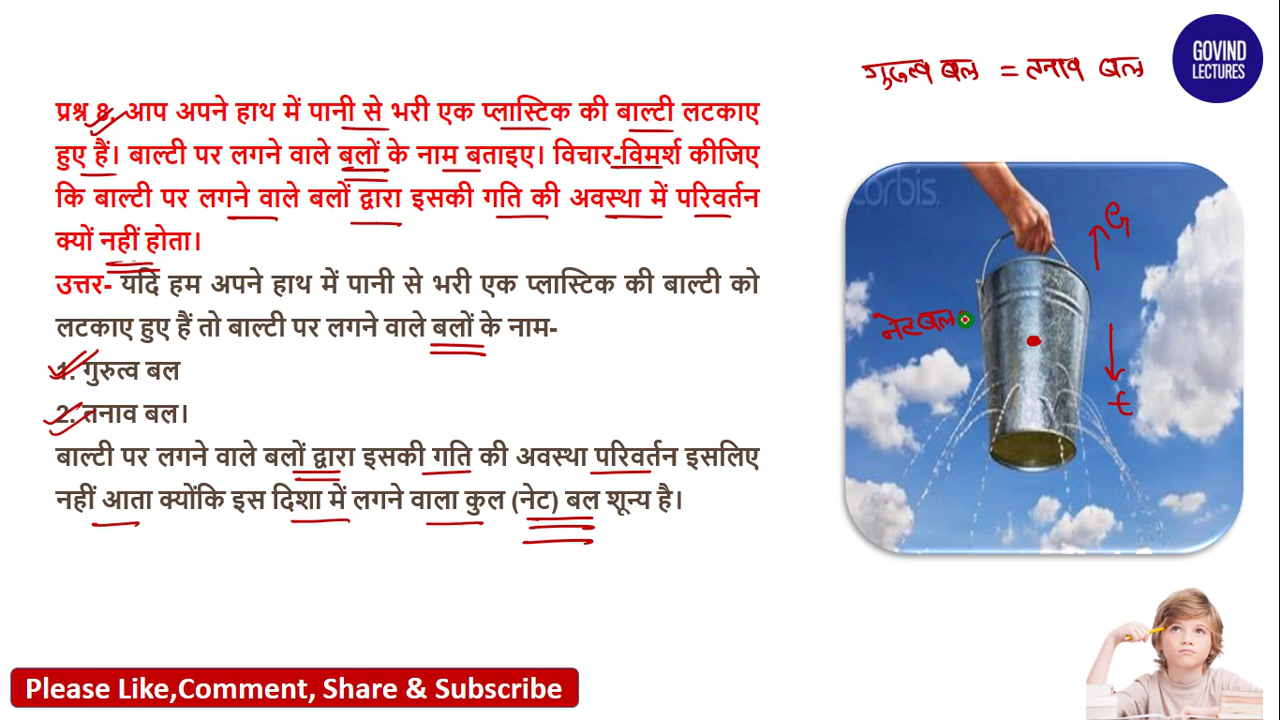 गुरुत्व बल = तनाव बल
GOVIND
LECTURES
प्रश्न 8. आप अपने हाथ में पानी से भरी एक प्लास्टिक की बाल्टी लटकाए
हुए हैं। बाल्टी पर लगने वाले बलों के नाम बताइए। विचार-विमर्श कीजिए
कि बाल्टी पर लगने वाले बलों द्वारा इसकी गति की अवस्था में परिवर्तन
क्यों नहीं होता।
उत्तर- यदि हम अपने हाथ में पानी से भरी एक प्लास्टिक की बाल्टी को
लटकाए हुए हैं तो बाल्टी पर लगने वाले बलों के नाम-
1. गुरुत्व बल
2. तनाव बल।
बाल्टी पर लगने वाले बलों द्वारा इसकी गति की अवस्था परिवर्तन इसलिए
नहीं आता क्योंकि इस दिशा में लगने वाला कुल (नेट) बल शून्य है।
corbis.
नेट बल
Please Like,Comment, Share & Subscribe